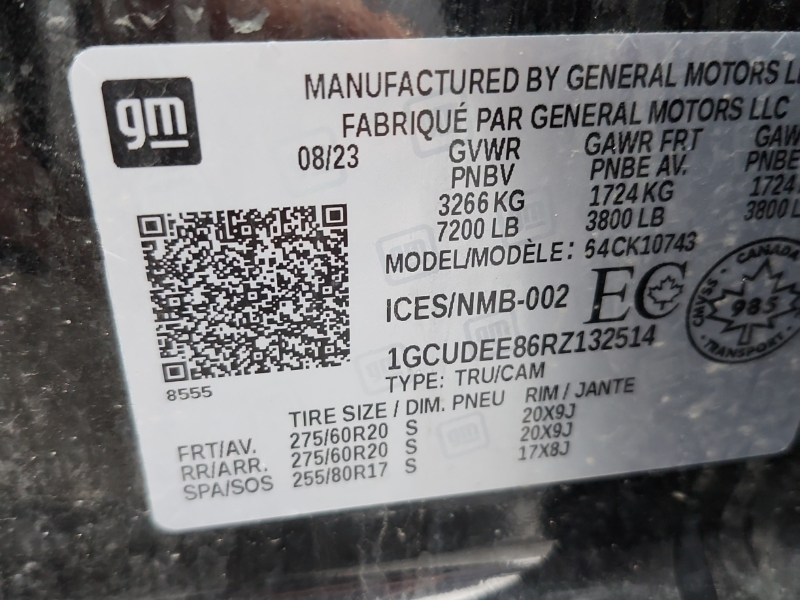 gm
MANUFACTURED BY GENERAL MOTORS
FABRIQUÉ PAR GENERAL MOTORS LLC
08/23 GVWR GAWR FRT
PNBV PNBE AV. PNBE
3266 KG 1724 KG 1724
7200 LB 3800 LB 3800 L
MODEL/MODÈLE: 64CK10743
ICES/NMB-002 EC
CANADA
CMVSS - NSVAC
985
TRANSPORT
1GCUDEE86RZ132514
TYPE: TRU/CAM
8555
TIRE SIZE / DIM. PNEU RIM / JANTE
FRT/AV. 275/60R20 S 20X9J
RR/ARR. 275/60R20 S 20X9J
SPA/SOS 255/80R17 S 17X8J